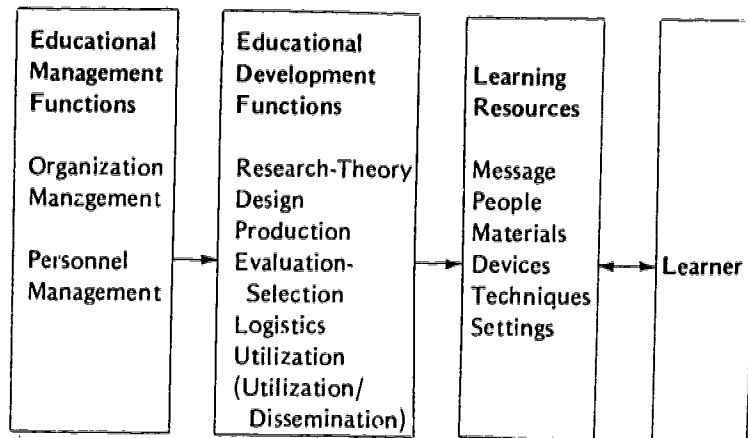 Educational
Management
Functions
Organization
Management
Personnel
Management
Educational
Development
Functions
Research-Theory
Design
Production
Evaluation-
Selection
Logistics
Utilization
(Utilization/
Dissemination)
Learning
Resources
Message
People
Materials
Devices
Techniques
Settings
Learner